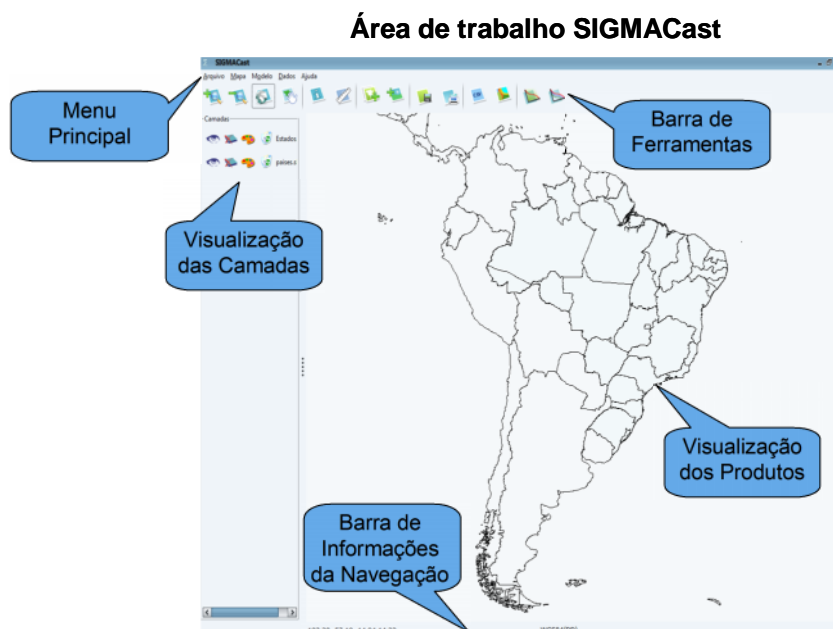 Área de trabalho SIGMACast
SIGMACast
Arquivo Mapa Modelo Dados Ajuda
Menu
Principal
Barra de
Ferramentas
Camadas
Estados
países.s
Visualização
das Camadas
Visualização
dos Produtos
Barra de
Informações
da Navegação